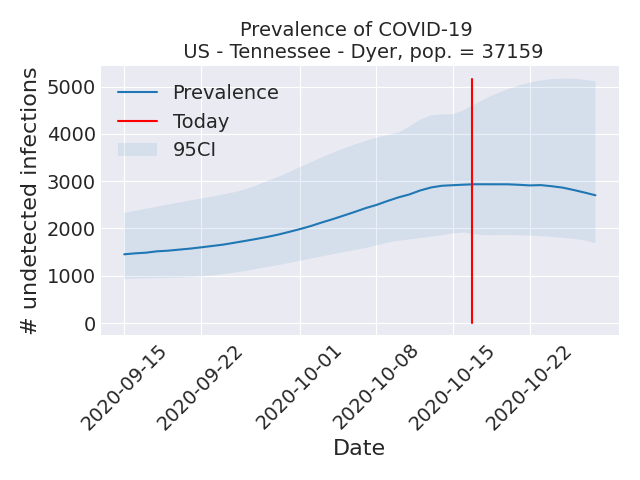 Prevalence of COVID-19
US - Tennessee - Dyer, pop. = 37159
# undetected infections
5000
4000
3000
2000
1000
0
Prevalence
Today
95CI
2020-09-15
2020-09-22
2020-10-01
2020-10-08
2020-10-15
2020-10-22
Date